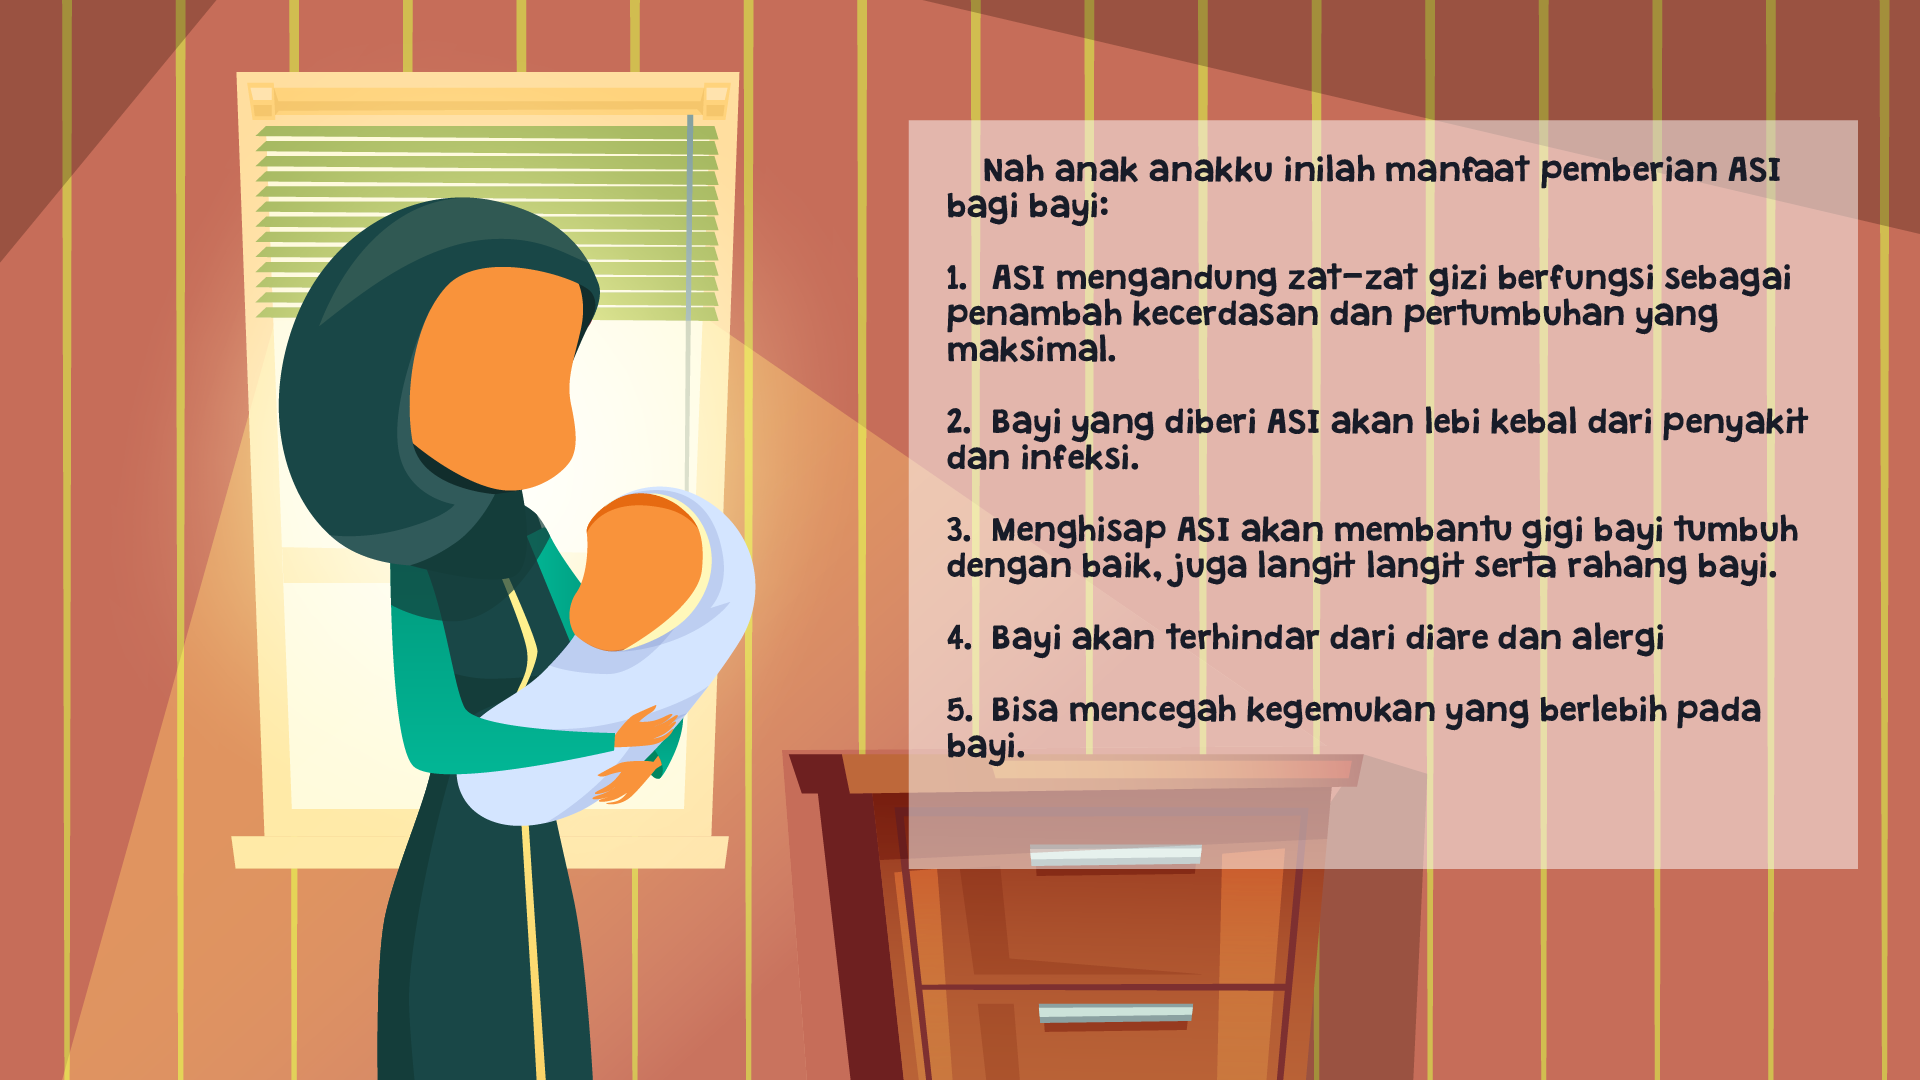 Nah anak anakku inilah manfaat pemberian ASI
bagi bayi:
1. ASI mengandung zat-zat gizi berfungsi sebagai
penambah kecerdasan dan pertumbuhan yang
maksimal.
2. Bayi yang diberi ASI akan lebi kebal dari penyakit
dan infeksi.
3. Menghisap ASI akan membantu gigi bayi tumbuh
dengan baik, juga langit langit serta rahang bayi.
4. Bayi akan terhindar dari diare dan alergi
5. Bisa mencegah kegemukan yang berlebih pada
bayi.